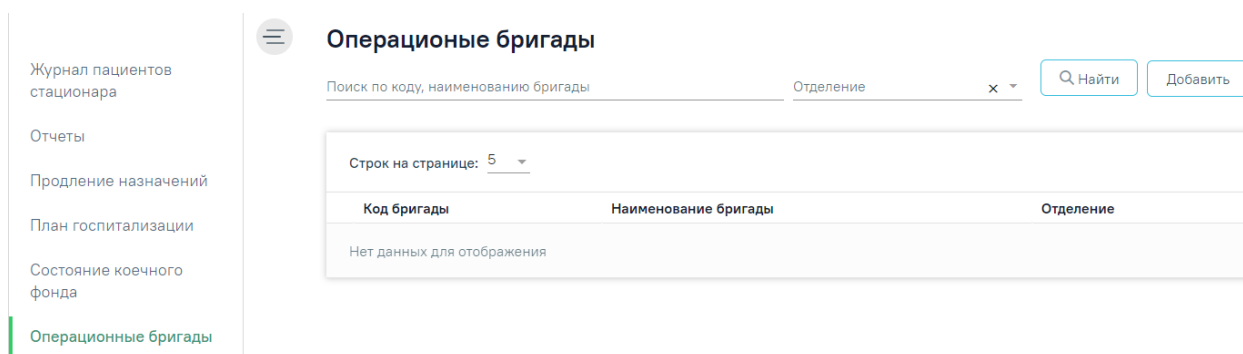 Журнал пациентов
стационара
Отчеты
Продление назначений
План госпитализации
Состояние коечного
фонда
Операционные бригады
Операционые бригады
Поиск по коду, наименованию бригады
Отделение
×
Найти
Добавить
Строк на странице: 5
Код бригады Наименование бригады Отделение
Нет данных для отображения